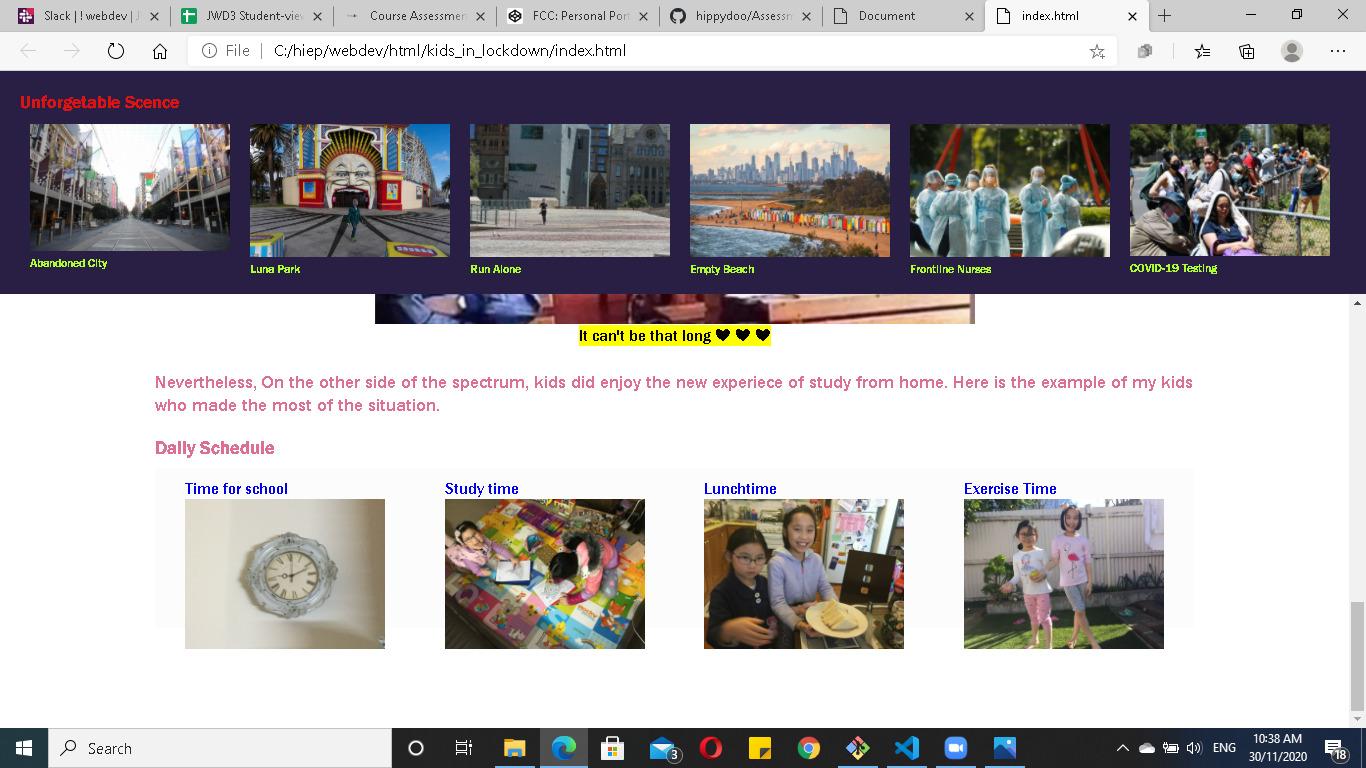 Slack | ! webdev | J
JWD3 Student-view
Course Assessmen
FCC: Personal Port
hippydoo/Assessm
Document
index.html
File
C:/hiep/webdev/html/kids_in_lockdown/index.html
Unforgetable Scence
Abandoned City
Luna Park
Run Alone
Empty Beach
Frontline Nurses
COVID-19 Testing
It can't be that long 🖤 🖤 🖤
Nevertheless, On the other side of the spectrum, kids did enjoy the new experiece of study from home. Here is the example of my kids
who made the most of the situation.
Daily Schedule
Time for school
Study time
Lunchtime
Exercise Time
Search
3
ENG
10:38 AM
30/11/2020
18